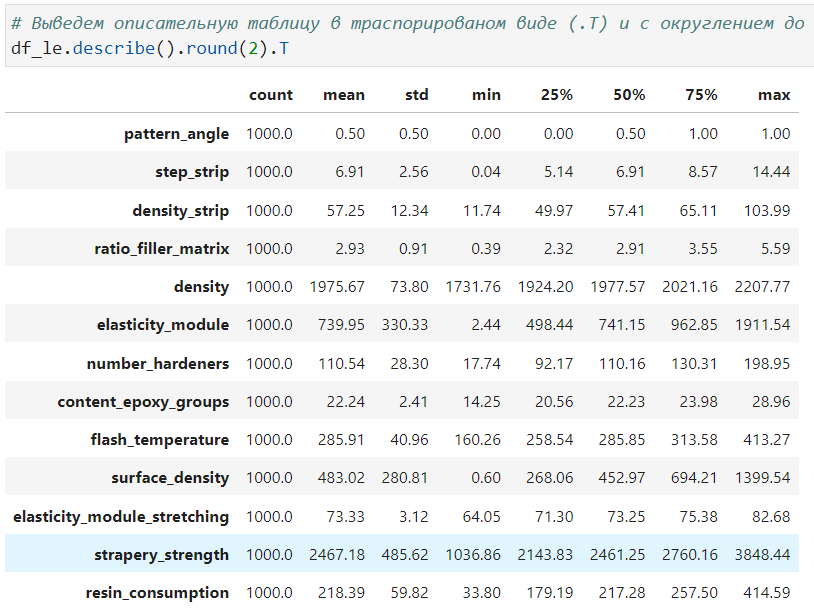 # Выведем описательную таблицу в траспорированом виде (.T) и с округлением до
df_le.describe().round(2).T
count mean std min 25% 50% 75% max
pattern_angle 1000.0 0.50 0.50 0.00 0.00 0.50 1.00 1.00
step_strip 1000.0 6.91 2.56 0.04 5.14 6.91 8.57 14.44
density_strip 1000.0 57.25 12.34 11.74 49.97 57.41 65.11 103.99
ratio_filler_matrix 1000.0 2.93 0.91 0.39 2.32 2.91 3.55 5.59
density 1000.0 1975.67 73.80 1731.76 1924.20 1977.57 2021.16 2207.77
elasticity_module 1000.0 739.95 330.33 2.44 498.44 741.15 962.85 1911.54
number_hardeners 1000.0 110.54 28.30 17.74 92.17 110.16 130.31 198.95
content_epoxy_groups 1000.0 22.24 2.41 14.25 20.56 22.23 23.98 28.96
flash_temperature 1000.0 285.91 40.96 160.26 258.54 285.85 313.58 413.27
surface_density 1000.0 483.02 280.81 0.60 268.06 452.97 694.21 1399.54
elasticity_module_stretching 1000.0 73.33 3.12 64.05 71.30 73.25 75.38 82.68
strapery_strength 1000.0 2467.18 485.62 1036.86 2143.83 2461.25 2760.16 3848.44
resin_consumption 1000.0 218.39 59.82 33.80 179.19 217.28 257.50 414.59